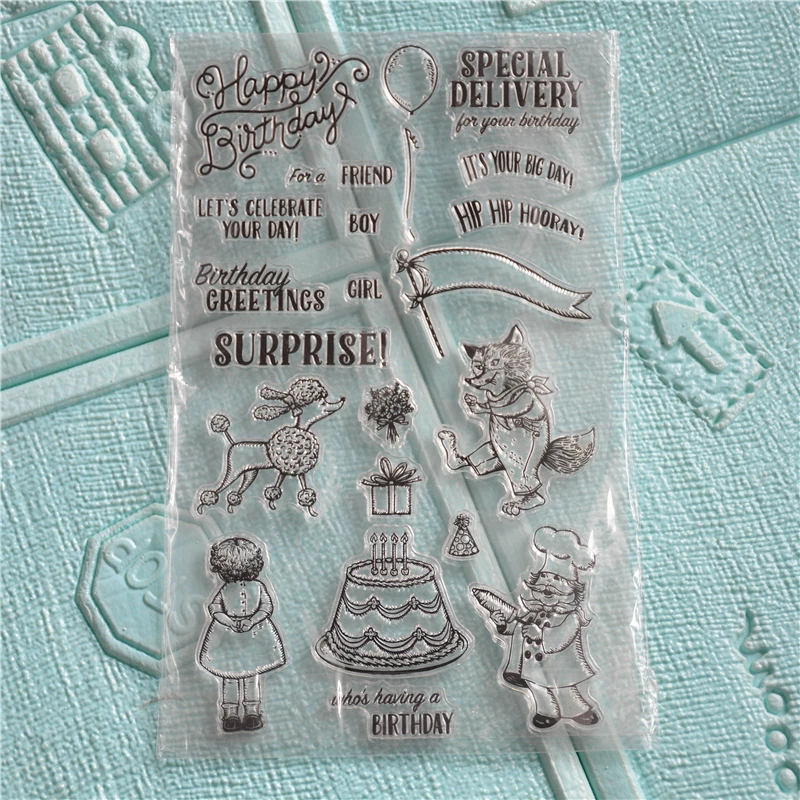 Happy
Birthday
SPECIAL
DELIVERY
for your birthday
For a FRIEND
IT'S YOUR BIG DAY!
LET'S CELEBRATE
YOUR DAY!
BOY
HIP HIP HOORAY!
Birthday
GREETINGS
GIRL
SURPRISE!
who's having a
BIRTHDAY